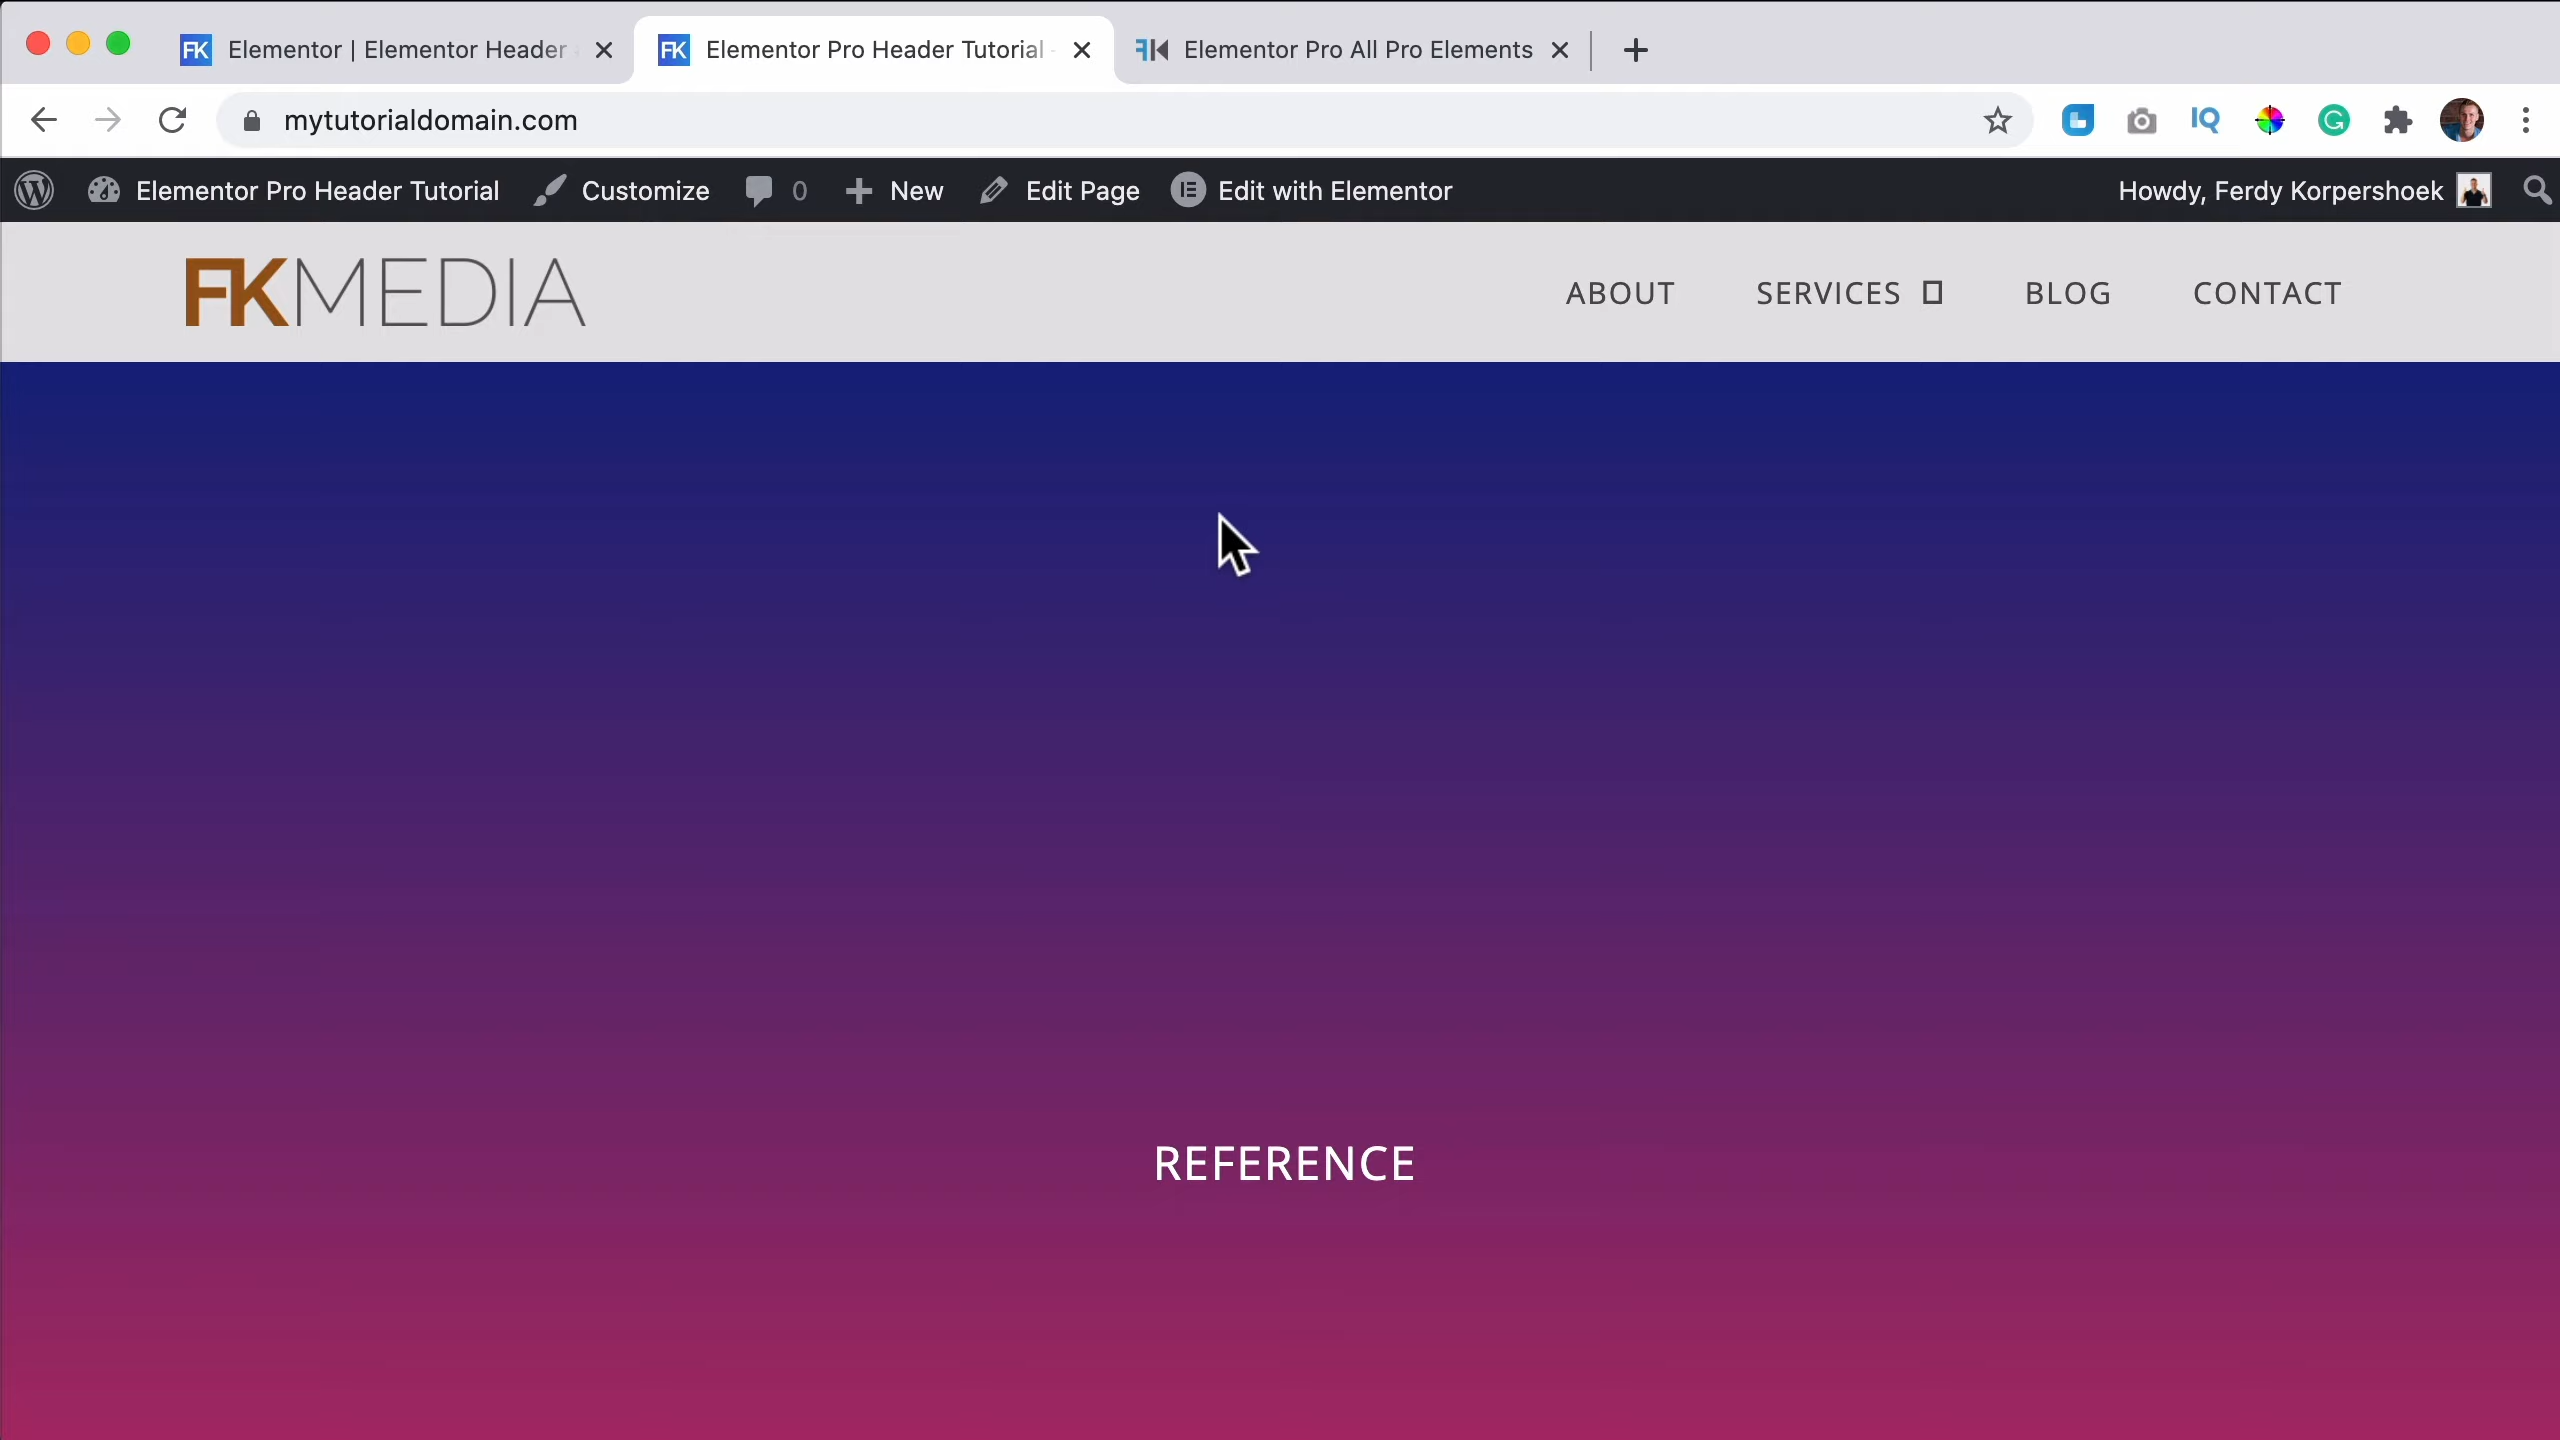 Elementor | Elementor Header
Elementor Pro Header Tutorial -
Elementor Pro All Pro Elements
mytutorialdomain.com
Elementor Pro Header Tutorial Customize 0 New Edit Page Edit with Elementor Howdy, Ferdy Korpershoek
FKMEDIA
ABOUT SERVICES BLOG CONTACT
REFERENCE